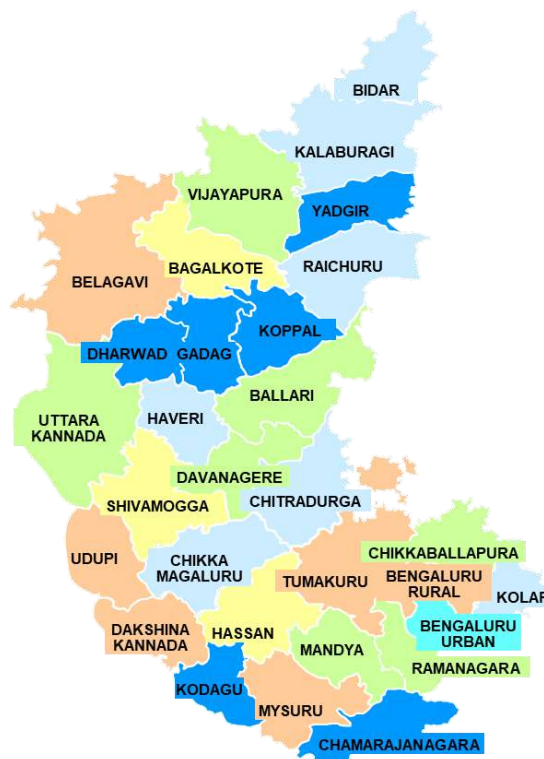 BIDAR
KALABURAGI
VIJAYAPURA
YADGIR
BAGALKOTE
RAICHURU
BELAGAVI
KOPPAL
DHARWAD
GADAG
BALLARI
UTTARA
KANNADA
HAVERI
DAVANAGERE
CHITRADURGA
SHIVAMOGGA
UDUPI
CHIKKA
MAGALURU
CHIKKABALLAPURA
TUMAKURU
BENGALURU
RURAL
KOLAR
DAKSHINA
KANNADA
HASSAN
BENGALURU
URBAN
MANDYA
RAMANAGARA
KODAGU
MYSURU
CHAMARAJANAGARA